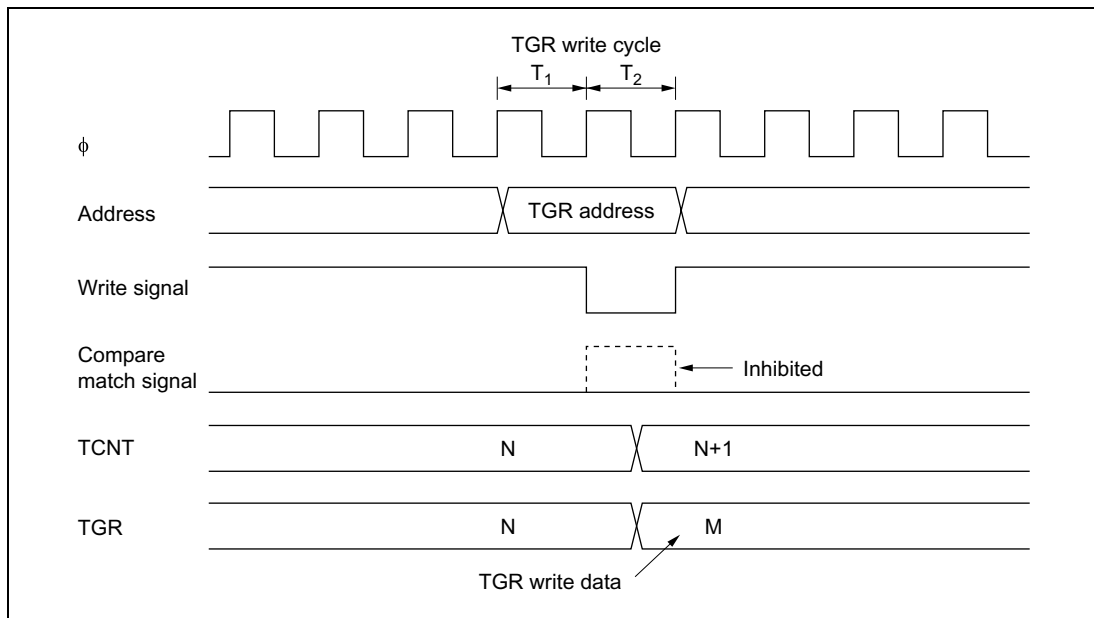 TGR write cycle
T₁ T₂
ϕ
Address TGR address
Write signal
Compare
match signal Inhibited
TCNT N N+1
TGR N M
TGR write data